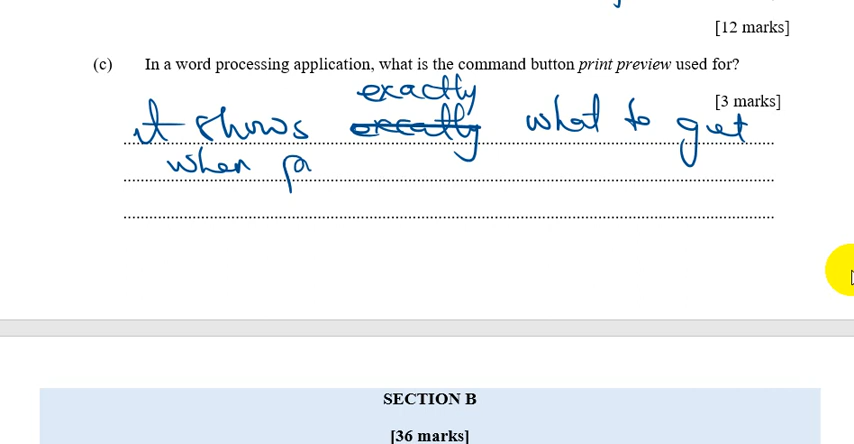 [12 marks]
(c) In a word processing application, what is the command button print preview used for?
[3 marks]
exactly
it shows what to get
when pa
SECTION B
[36 marks]